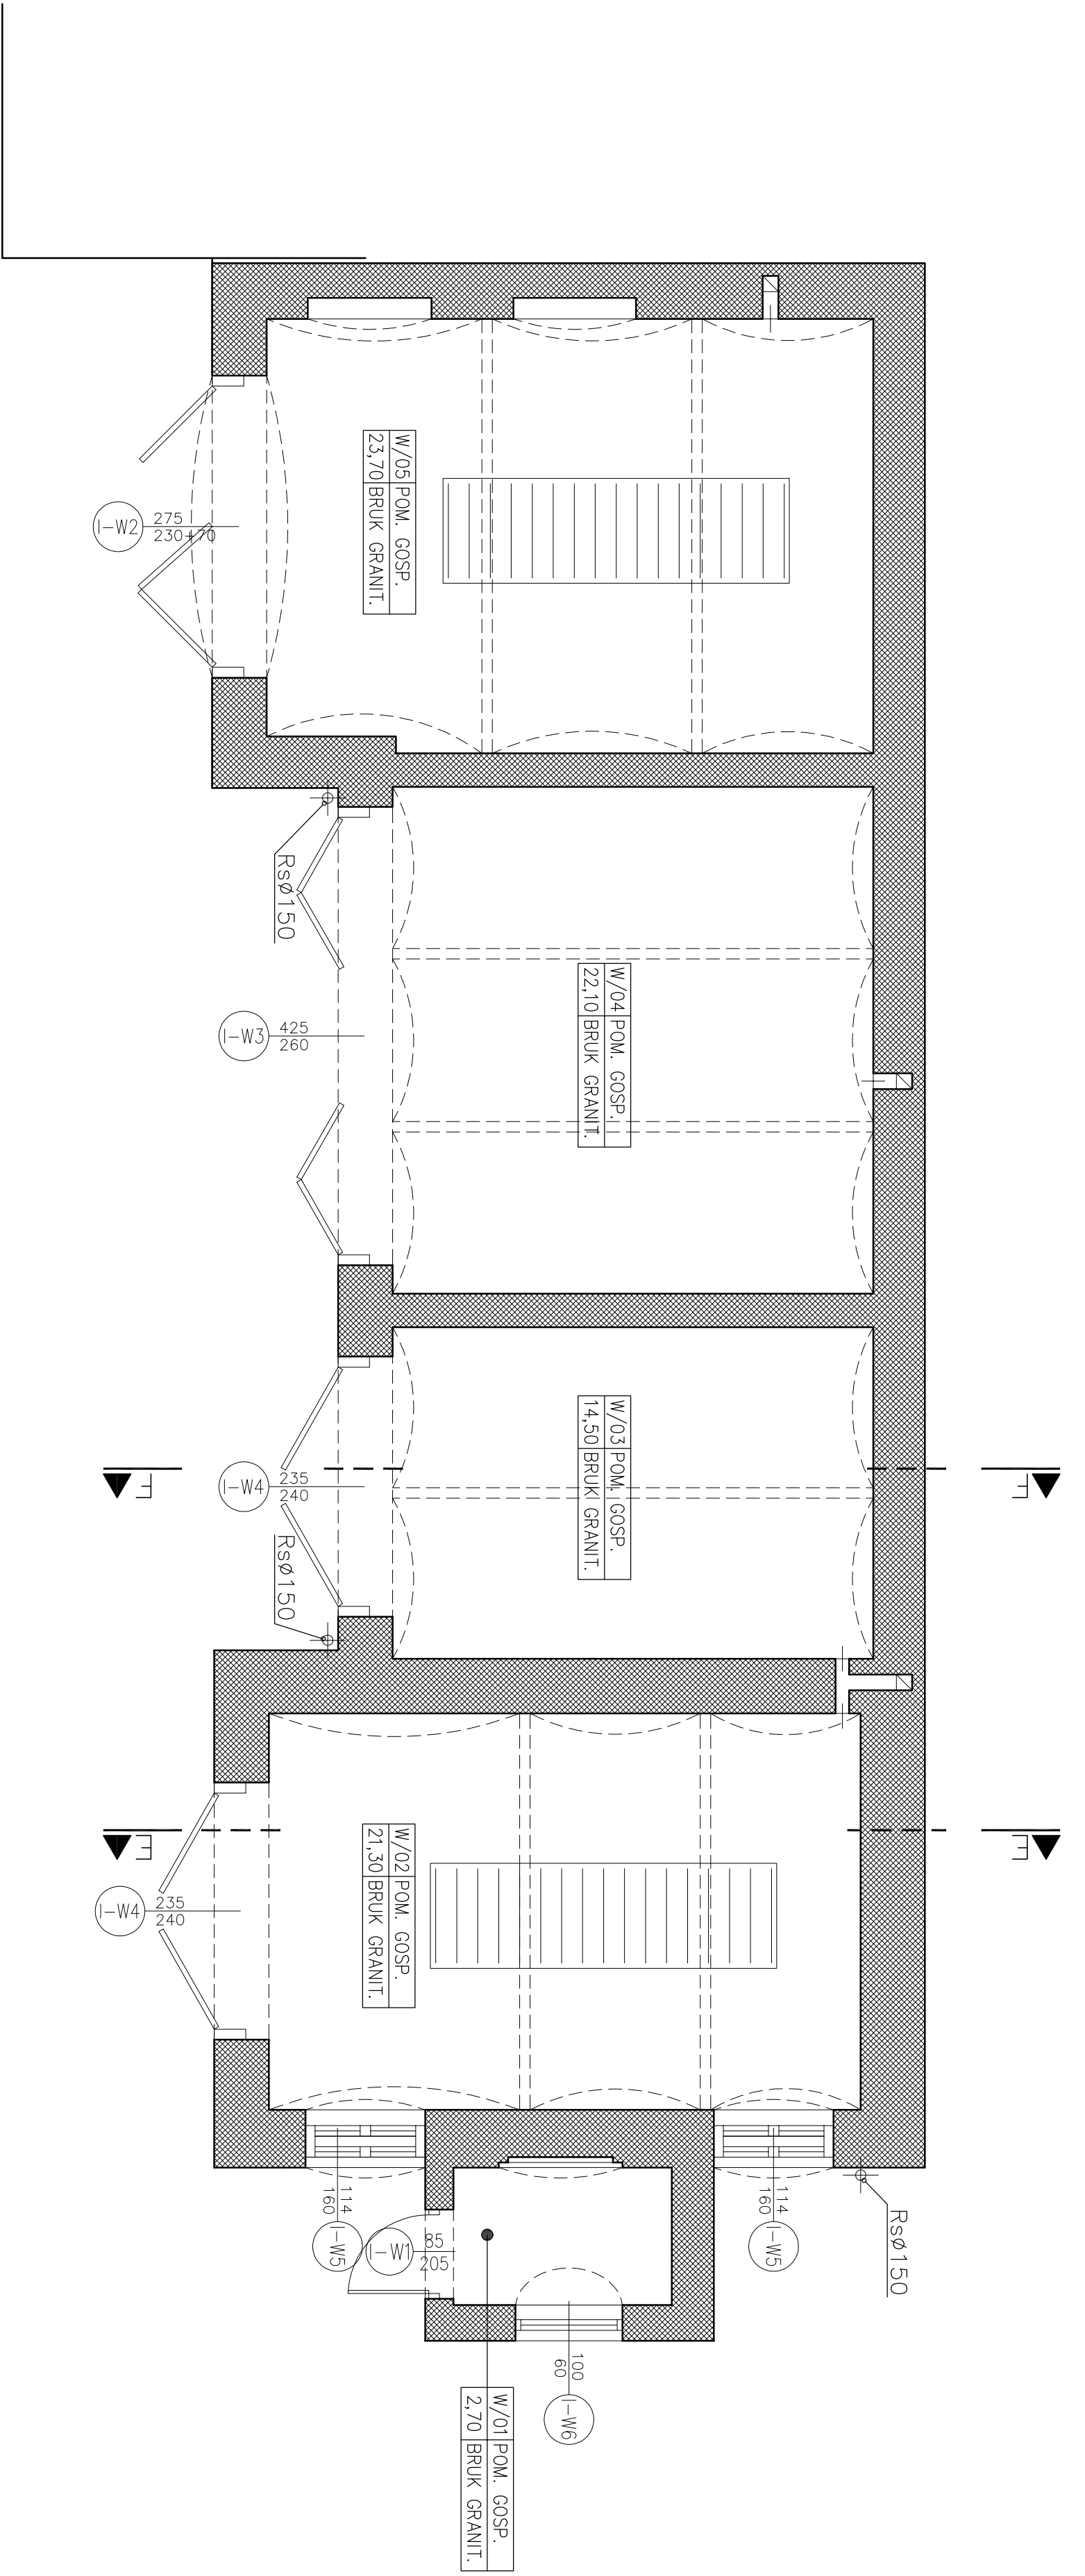 W/05 POM. GOSP.
23,70 BRUK GRANIT.
I-W2
275
230+70
RsØ150
W/04 POM. GOSP.
22,10 BRUK GRANIT.
I-W3
425
260
W/03 POM. GOSP.
14,50 BRUK GRANIT.
I-W4
235
240
RsØ150
E
E
W/02 POM. GOSP.
21,30 BRUK GRANIT.
I-W4
235
240
E
E
114
160
I-W5
114
160
I-W5
RsØ150
I-W1
85
205
100
60
I-W6
W/01 POM. GOSP.
2,70 BRUK GRANIT.